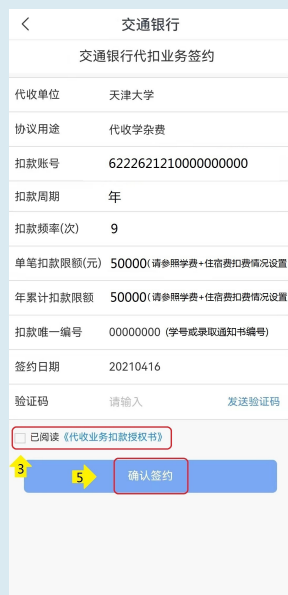 交通银行
交通银行代扣业务签约
代收单位 天津大学
协议用途 代收学杂费
扣款账号 6222621210000000000
扣款周期 年
扣款频率(次) 9
单笔扣款限额(元) 50000(请参照学费+住宿费扣费情况设置
年累计扣款限额 50000(请参照学费+住宿费扣费情况设置
扣款唯一编号 00000000 (学号或录取通知书编号)
签约日期 20210416
验证码 请输入 发送验证码
已阅读《代收业务扣款授权书》
3
5 确认签约